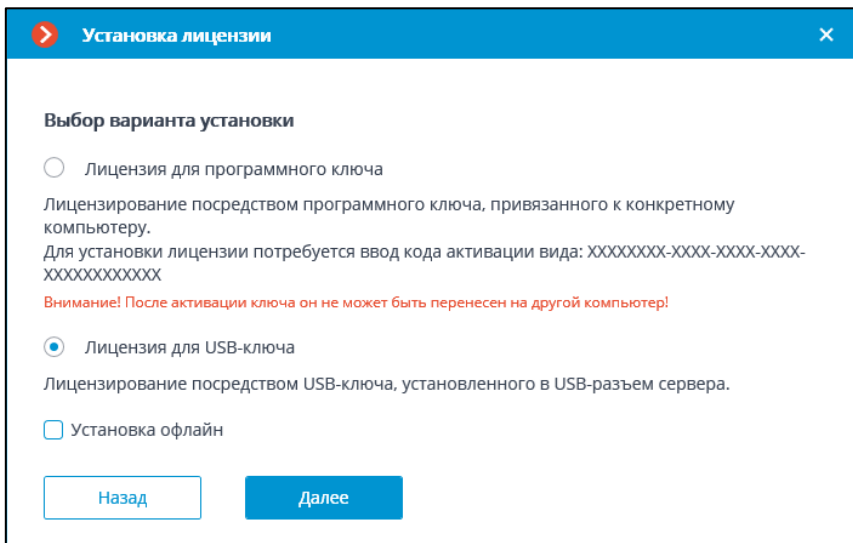 Установка лицензии
Выбор варианта установки
Лицензия для программного ключа
Лицензирование посредством программного ключа, привязанного к конкретному
компьютеру.
Для установки лицензии потребуется ввод кода активации вида: XXXXXXXX-XXXX-XXXX-XXXX-
XXXXXXXXXXXX
Внимание! После активации ключа он не может быть перенесен на другой компьютер!
Лицензия для USB-ключа
Лицензирование посредством USB-ключа, установленного в USB-разъем сервера.
Установка офлайн
Назад
Далее